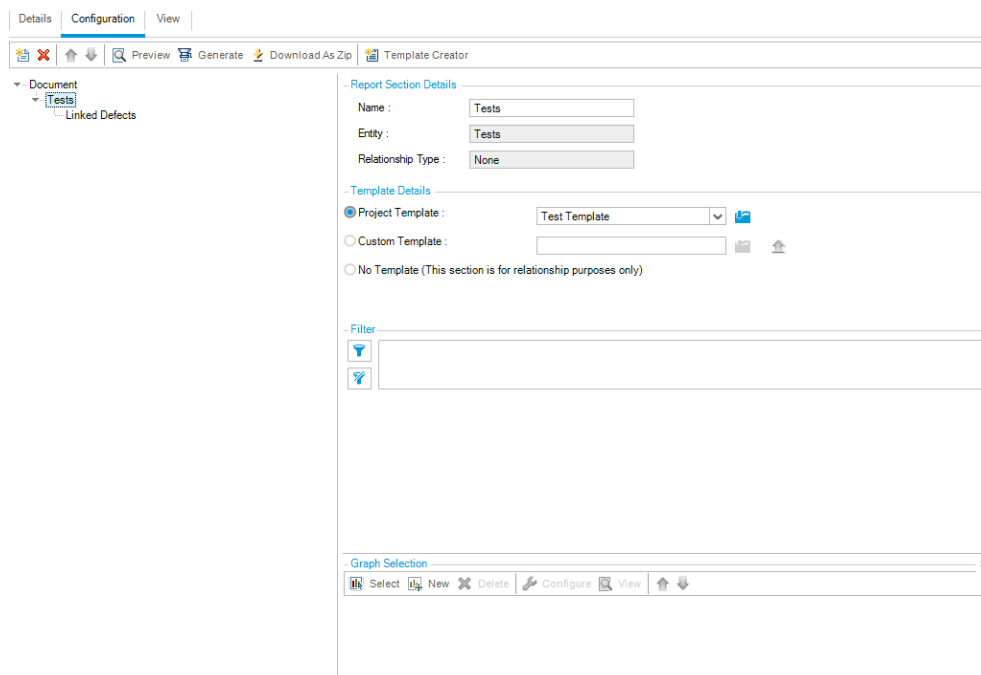 Details Configuration View
Preview Generate Download As Zip Template Creator
Document
Tests
Linked Defects
Report Section Details
Name : Tests
Entity : Tests
Relationship Type : None
Template Details
Project Template : Test Template
Custom Template :
No Template (This section is for relationship purposes only)
Filter
Graph Selection
Select New Delete Configure View